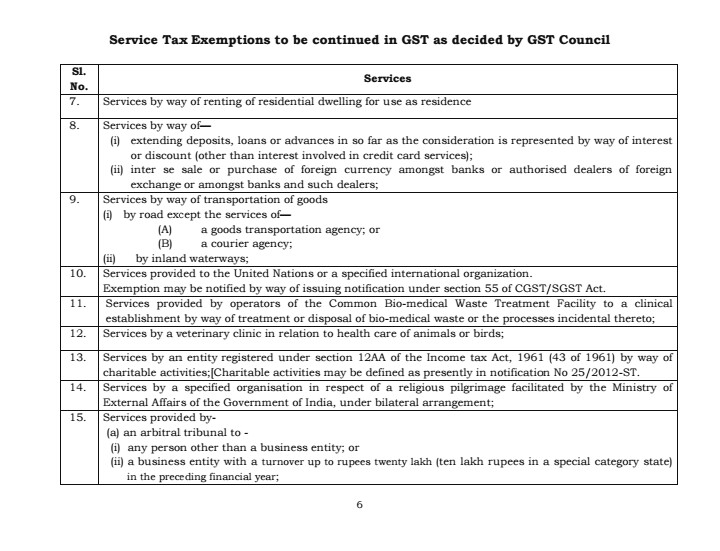 Service Tax Exemptions to be continued in GST as decided by GST Council
Sl.
No.
Services
7. Services by way of renting of residential dwelling for use as residence
8. Services by way of—
(i) extending deposits, loans or advances in so far as the consideration is represented by way of interest
or discount (other than interest involved in credit card services);
(ii) inter se sale or purchase of foreign currency amongst banks or authorised dealers of foreign
exchange or amongst banks and such dealers;
9. Services by way of transportation of goods
(i) by road except the services of—
(A) a goods transportation agency; or
(B) a courier agency;
(ii) by inland waterways;
10. Services provided to the United Nations or a specified international organization.
Exemption may be notified by way of issuing notification under section 55 of CGST/SGST Act.
11. Services provided by operators of the Common Bio-medical Waste Treatment Facility to a clinical
establishment by way of treatment or disposal of bio-medical waste or the processes incidental thereto;
12. Services by a veterinary clinic in relation to health care of animals or birds;
13. Services by an entity registered under section 12AA of the Income tax Act, 1961 (43 of 1961) by way of
charitable activities;[Charitable activities may be defined as presently in notification No 25/2012-ST.
14. Services by a specified organisation in respect of a religious pilgrimage facilitated by the Ministry of
External Affairs of the Government of India, under bilateral arrangement;
15. Services provided by-
(a) an arbitral tribunal to -
(i) any person other than a business entity; or
(ii) a business entity with a turnover up to rupees twenty lakh (ten lakh rupees in a special category state)
in the preceding financial year;
6